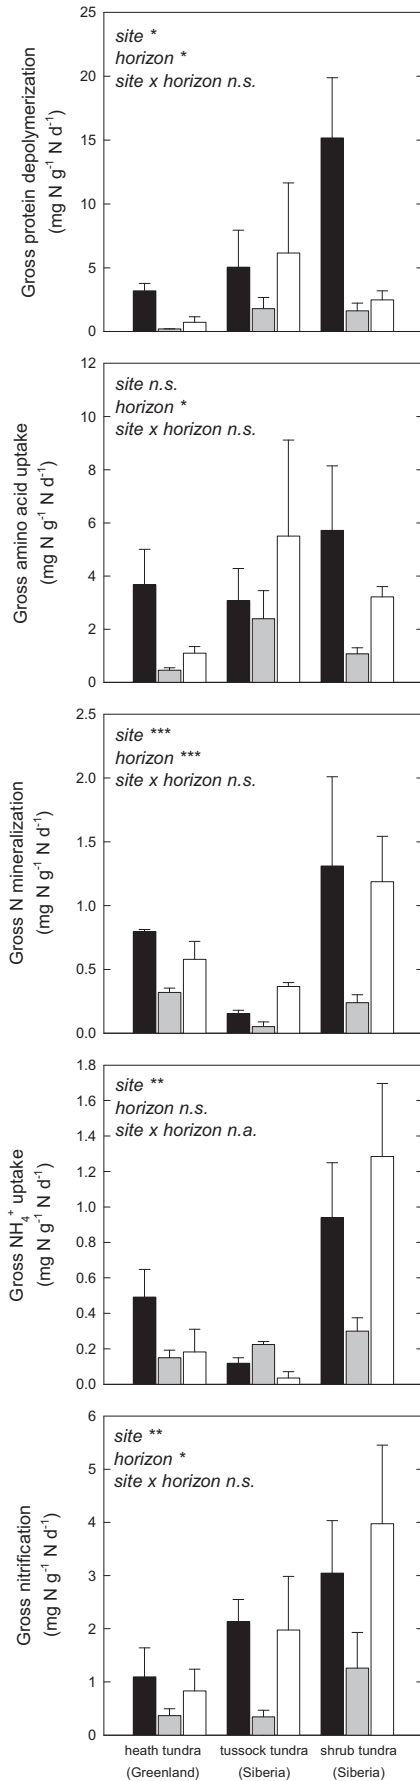 Gross protein depolymerization
(mg N g⁻¹ N d⁻¹)
25
20
15
10
5
0
site *
horizon *
site x horizon n.s.
Gross amino acid uptake
(mg N g⁻¹ N d⁻¹)
12
10
8
6
4
2
0
site n.s.
horizon *
site x horizon n.s.
Gross N mineralization
(mg N g⁻¹ N d⁻¹)
2.5
2.0
1.5
1.0
0.5
0.0
site ***
horizon ***
site x horizon n.s.
Gross NH₄⁺ uptake
(mg N g⁻¹ N d⁻¹)
1.8
1.6
1.4
1.2
1.0
0.8
0.6
0.4
0.2
0.0
site **
horizon n.s.
site x horizon n.a.
Gross nitrification
(mg N g⁻¹ N d⁻¹)
6
5
4
3
2
1
0
site **
horizon *
site x horizon n.s.
heath tundra tussock tundra shrub tundra
(Greenland) (Siberia) (Siberia)